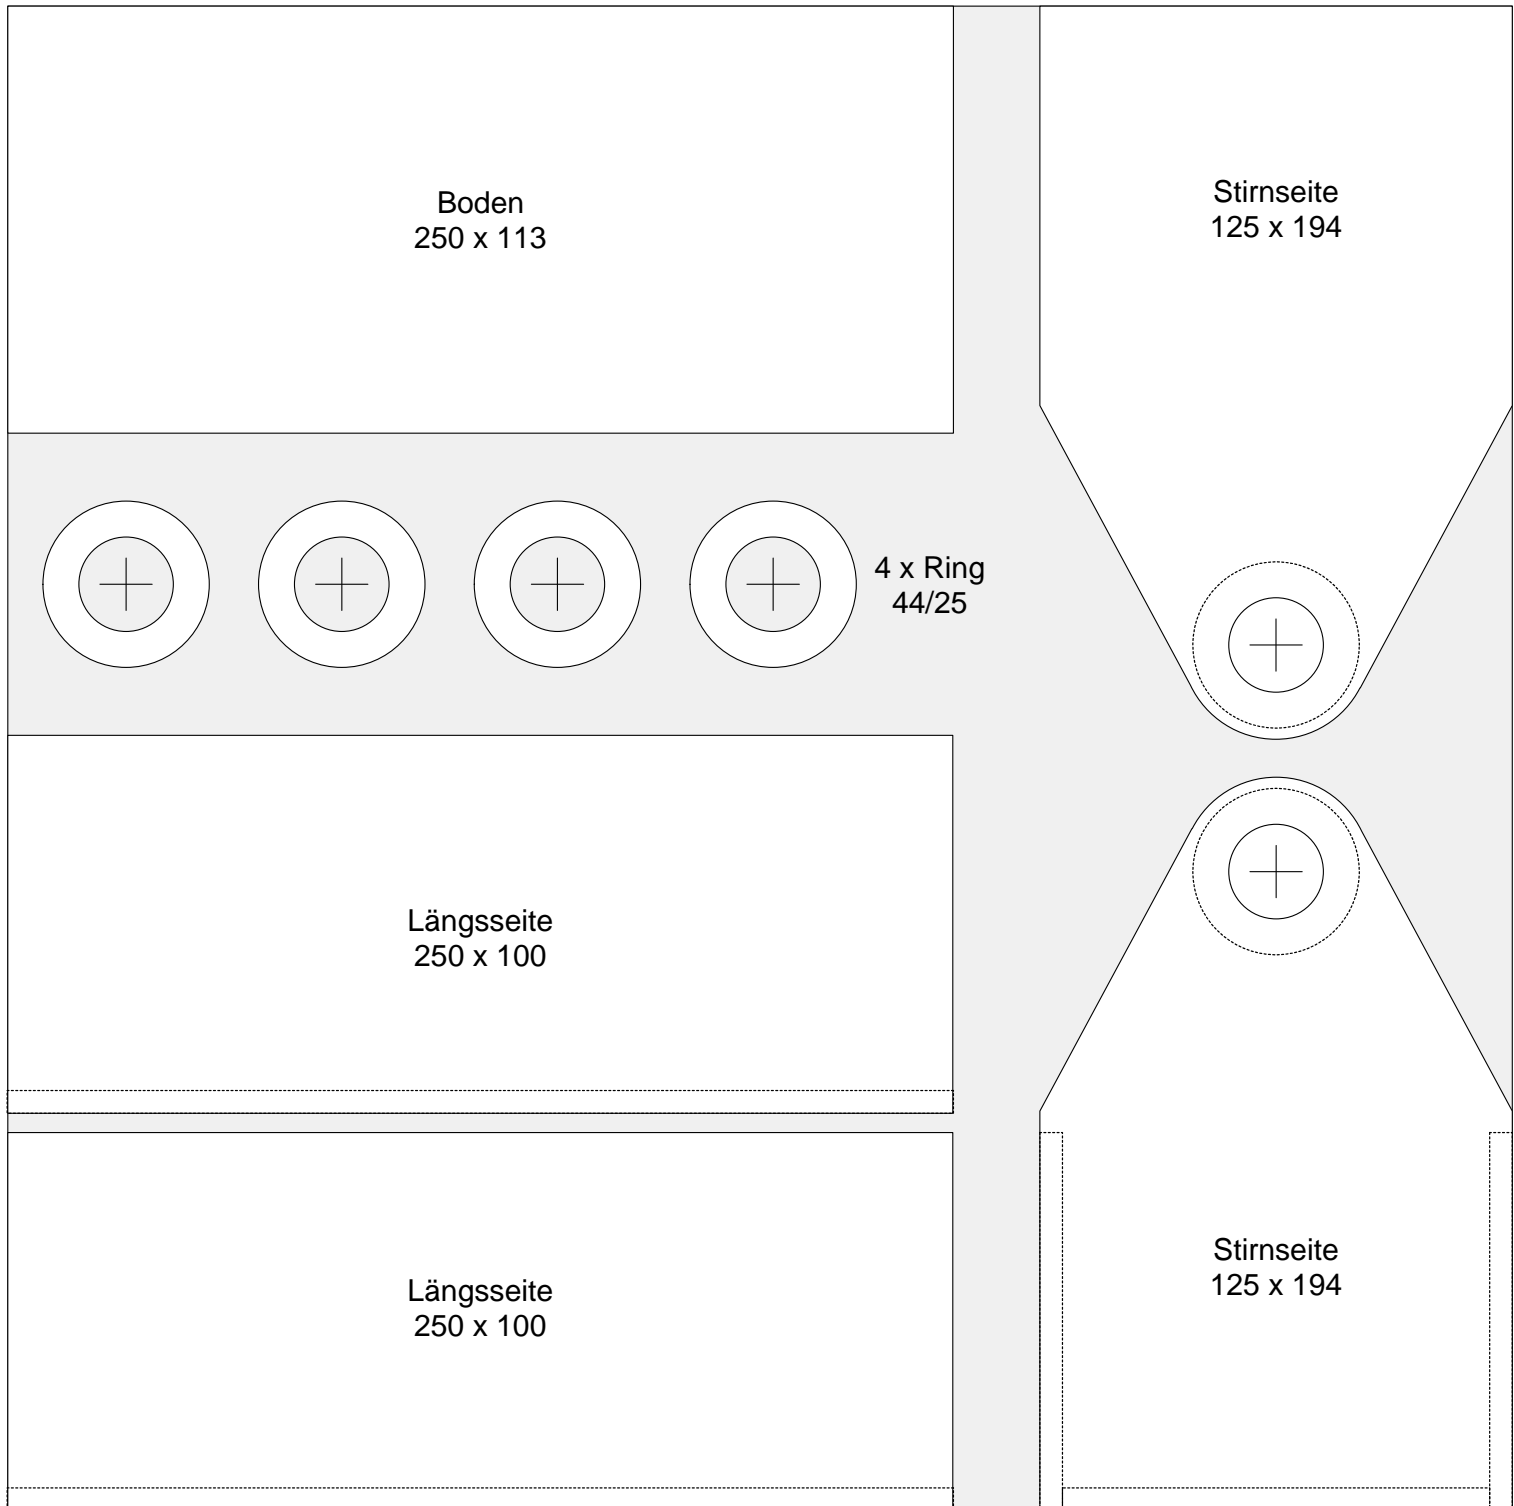 Boden
250 x 113
Stirnseite
125 x 194
4 x Ring
44/25
Längsseite
250 x 100
Längsseite
250 x 100
Stirnseite
125 x 194